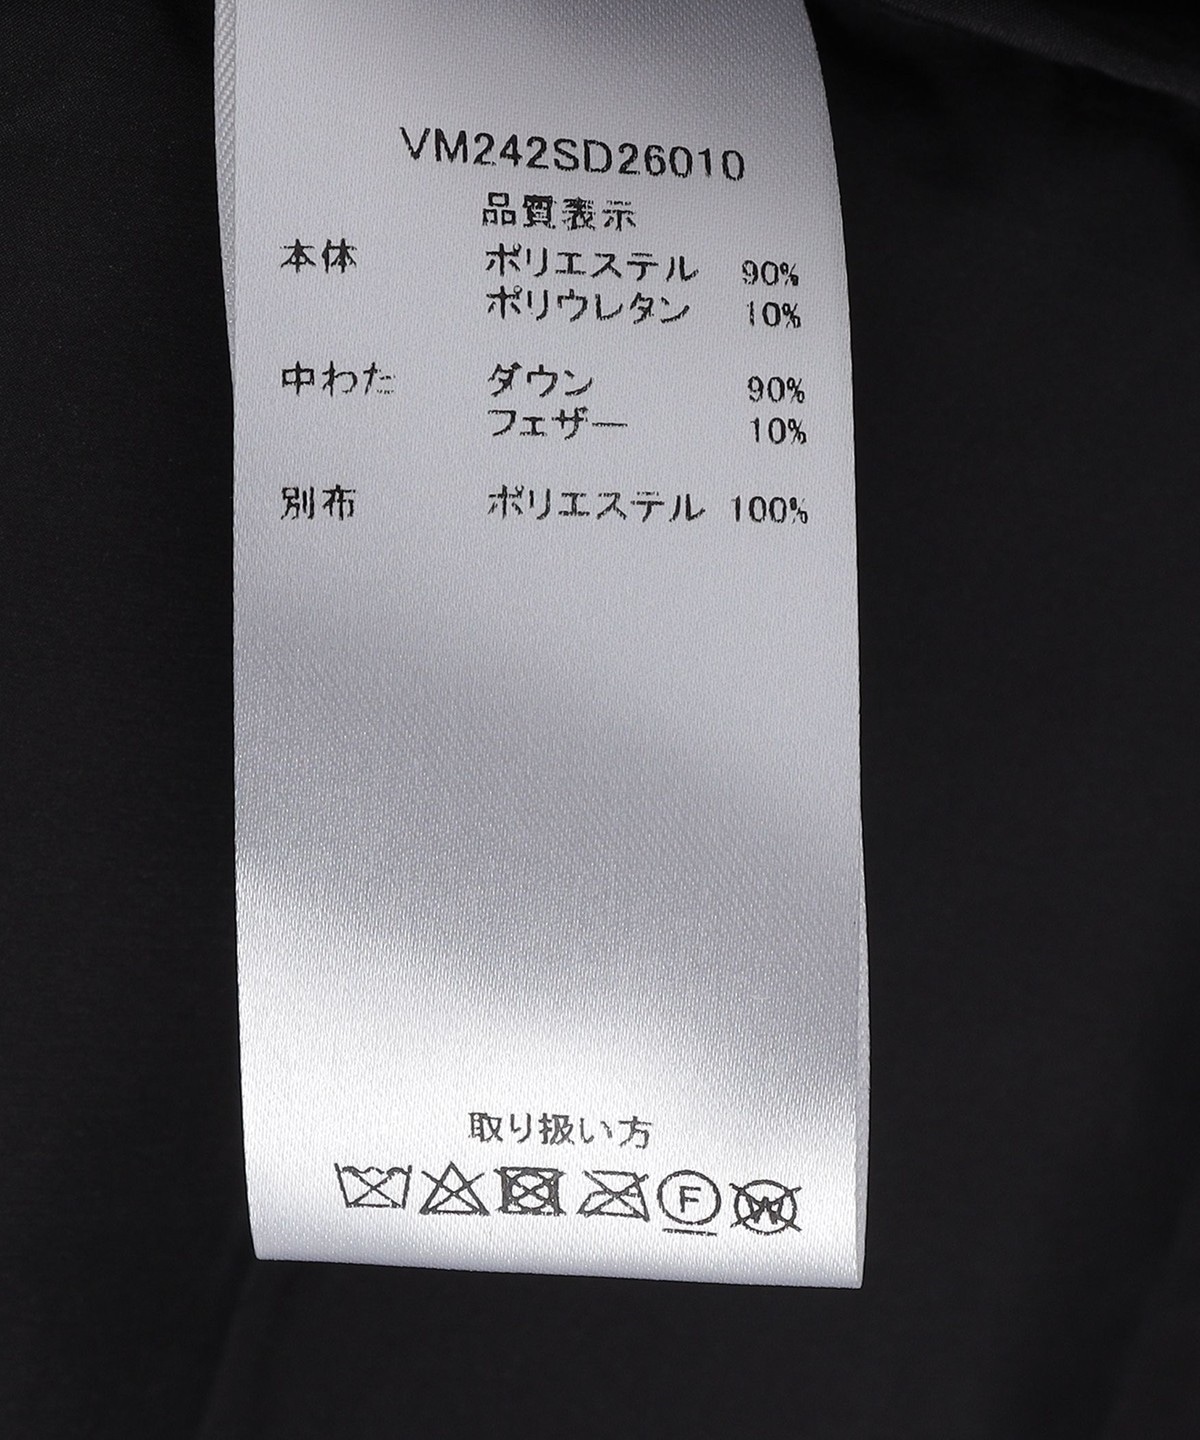 VM242SD26010
品質表示
本体 ポリエステル 90%
ポリウレタン 10%
中わた ダウン 90%
フェザー 10%
別布 ポリエステル 100%
取り扱い方
F W